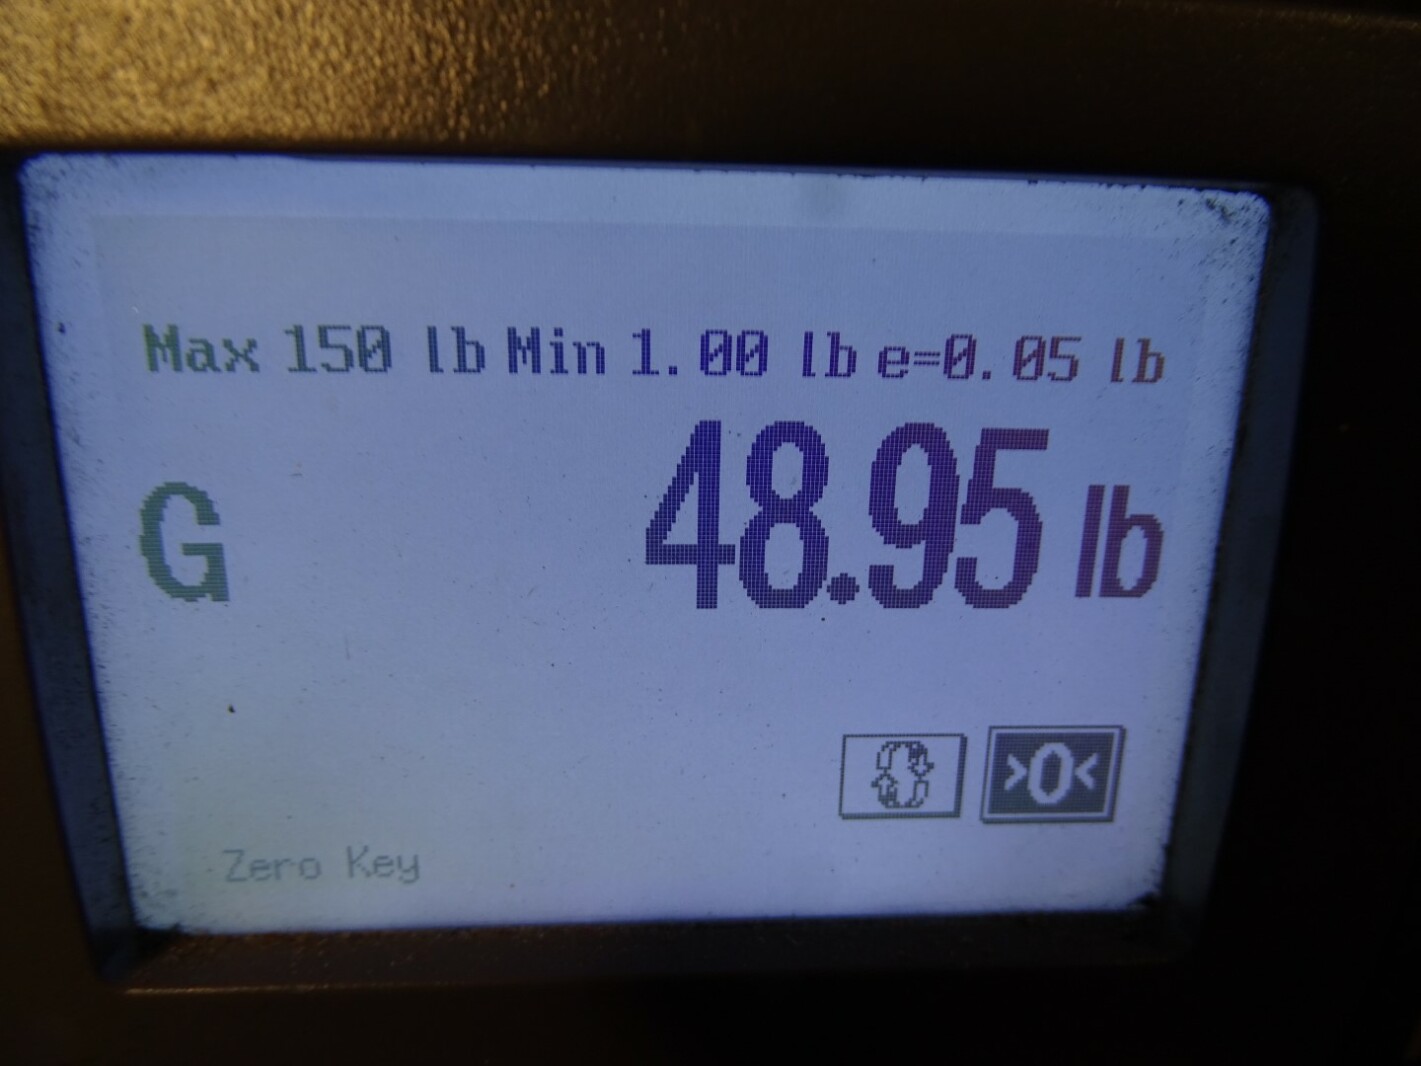 Max 150 lb Min 1.00 lb e=0.05 lb
G 48.95 lb
>0<
Zero Key